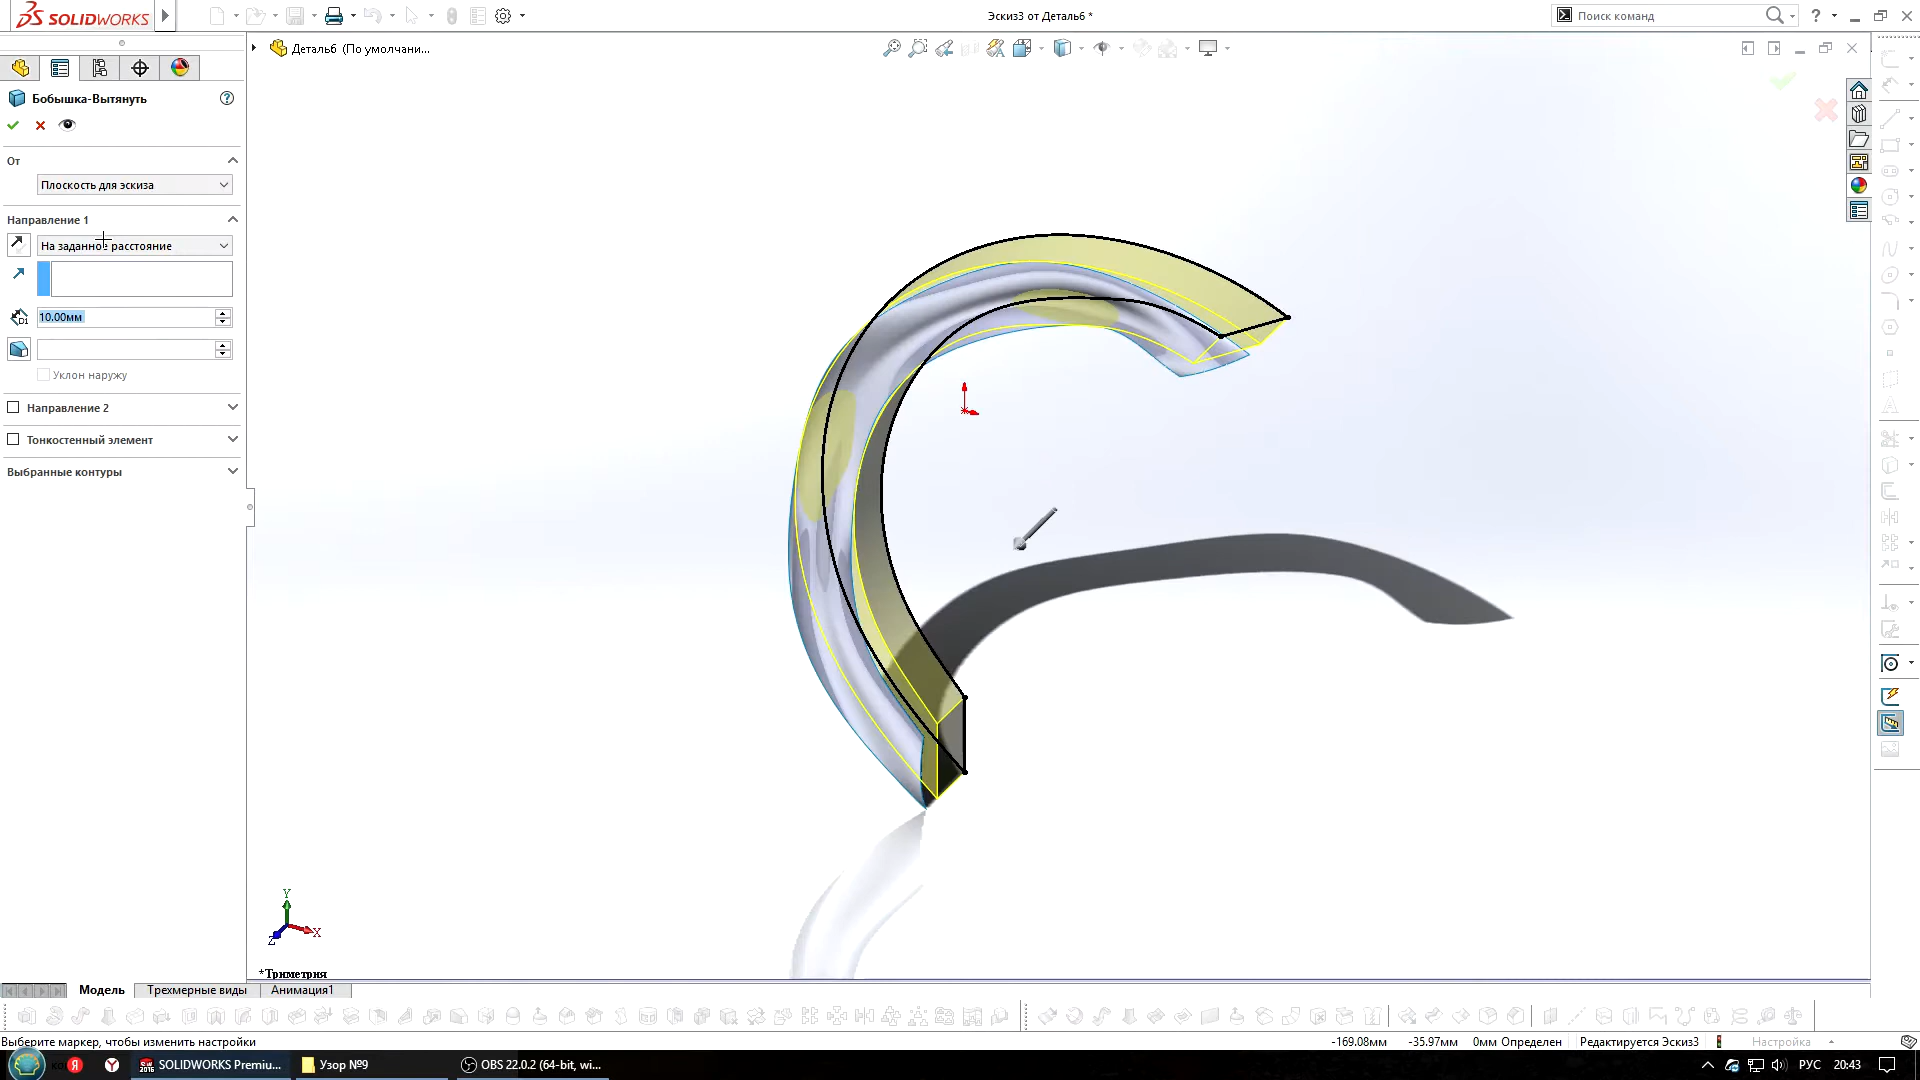 SOLIDWORKS
Эскиз3 от Деталь6 *
Поиск команд
Деталь6 (По умолчани...
Бобышка-Вытянуть
От
Плоскость для эскиза
Направление 1
На заданное расстояние
D1
10.00мм
Уклон наружу
Направление 2
Тонкостенный элемент
Выбранные контуры
Y
X
Z
*Триметрия
Модель
Трехмерные виды
Анимация1
Выберите маркер, чтобы изменить настройки
-169.08мм
-35.97мм
0мм Определен
Редактируется Эскиз3
Настройка
SOLIDWORKS Premiu...
Узор №9
OBS 22.0.2 (64-bit, wi...
РУС
20:43